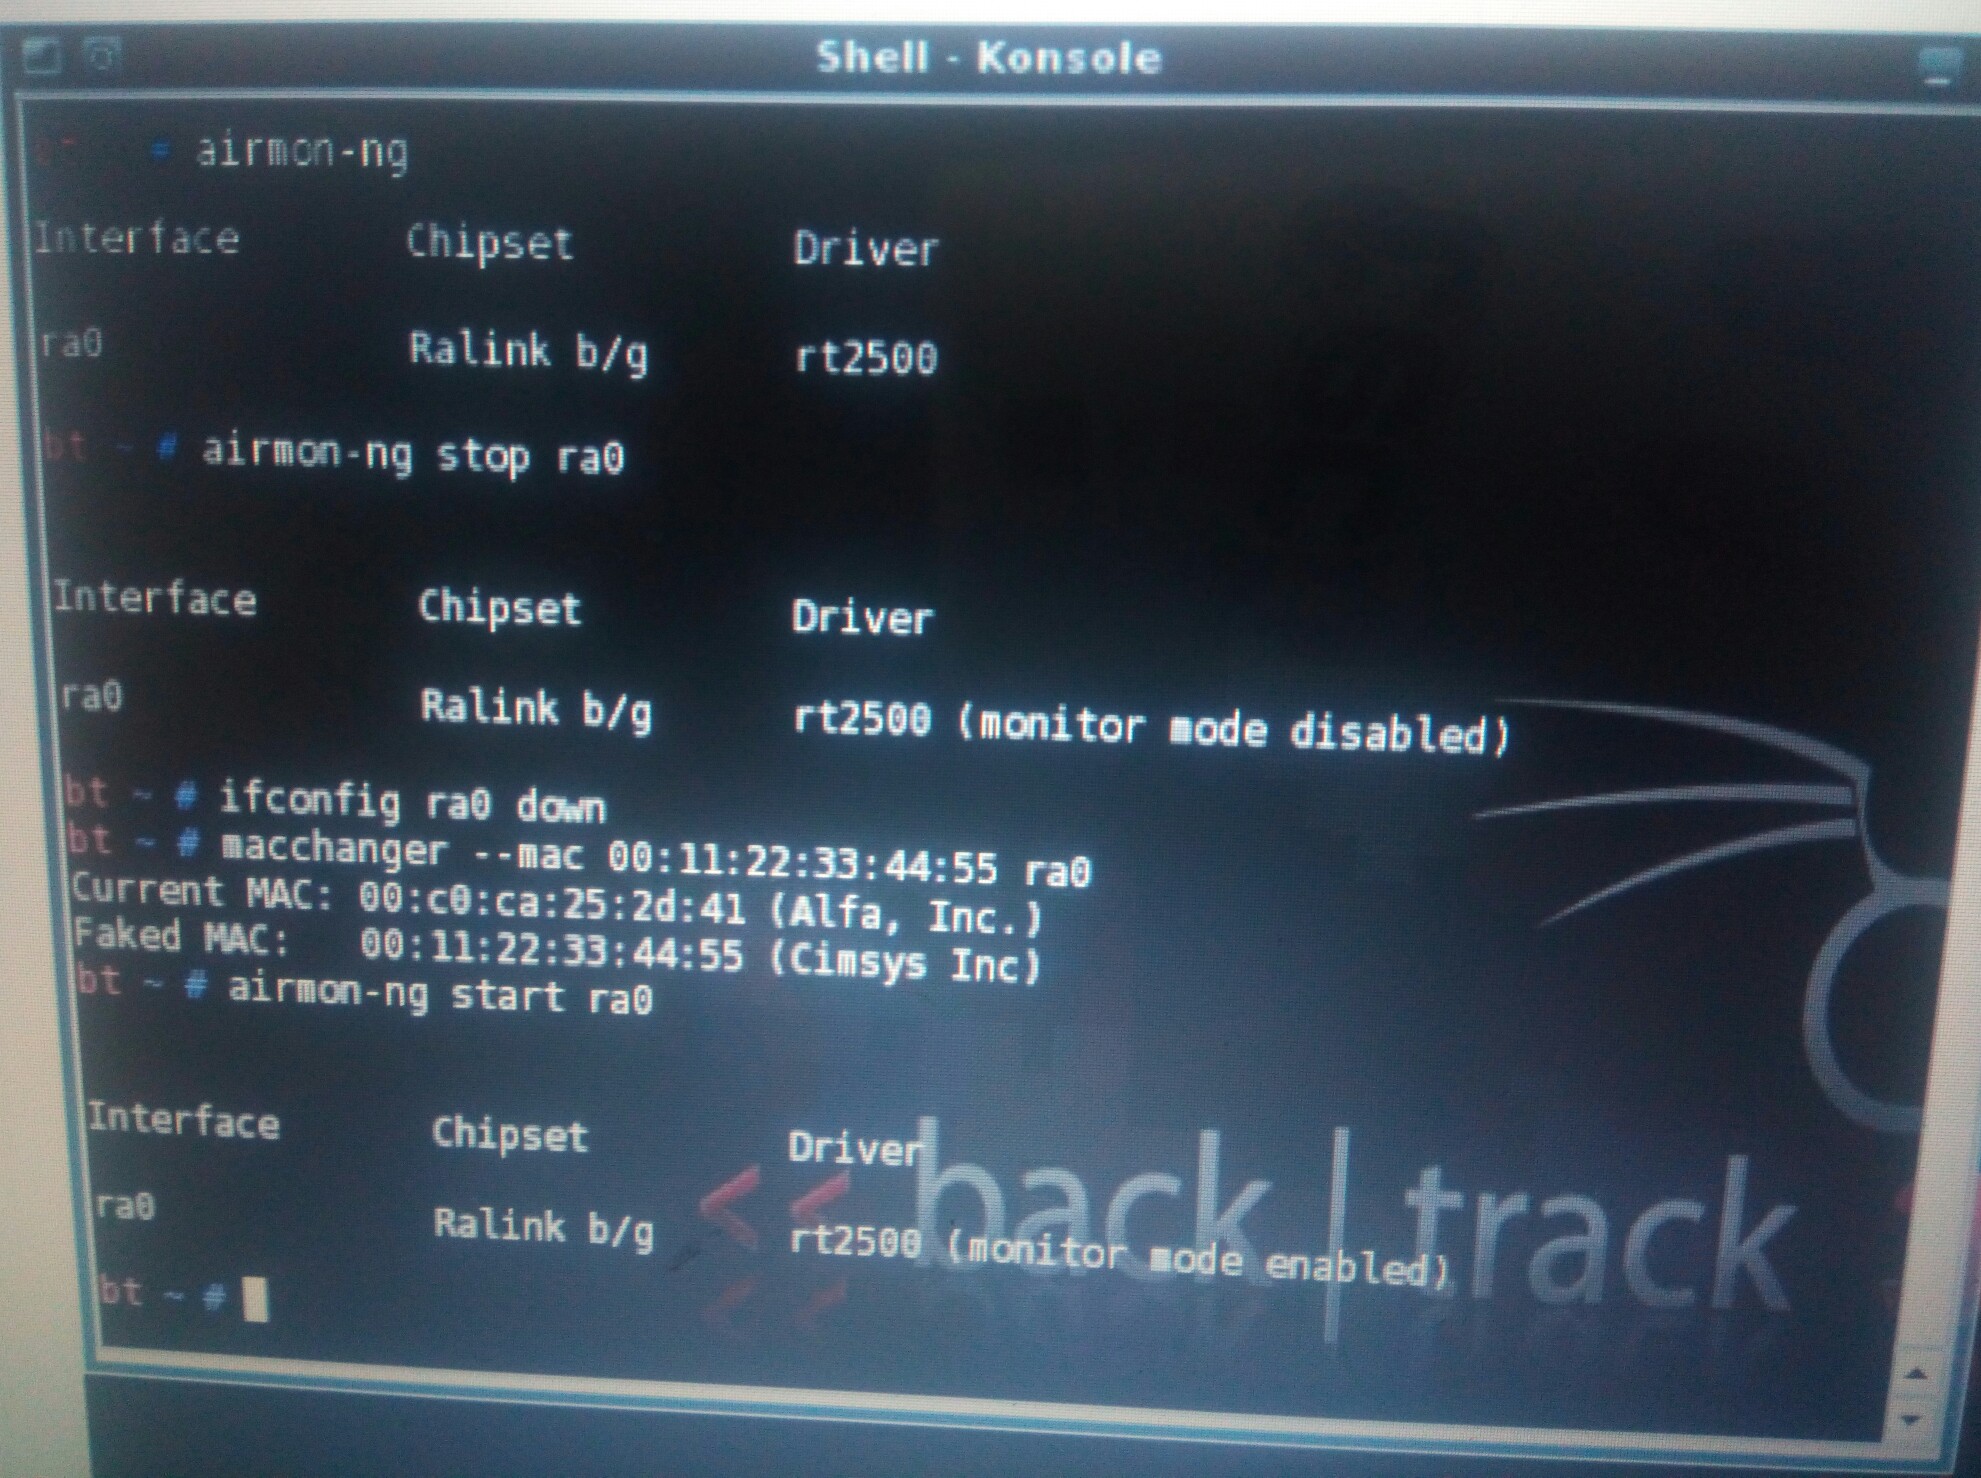 Shell - Konsole
bt ~ # airmon-ng
Interface Chipset Driver
ra0 Ralink b/g rt2500
bt ~ # airmon-ng stop ra0
Interface Chipset Driver
ra0 Ralink b/g rt2500 (monitor mode disabled)
bt ~ # ifconfig ra0 down
bt ~ # macchanger --mac 00:11:22:33:44:55 ra0
Current MAC: 00:c0:ca:25:2d:41 (Alfa, Inc.)
Faked MAC: 00:11:22:33:44:55 (Cimsys Inc)
bt ~ # airmon-ng start ra0
Interface Chipset Driver
ra0 Ralink b/g rt2500 (monitor mode enabled)
<< back | track
bt ~ #